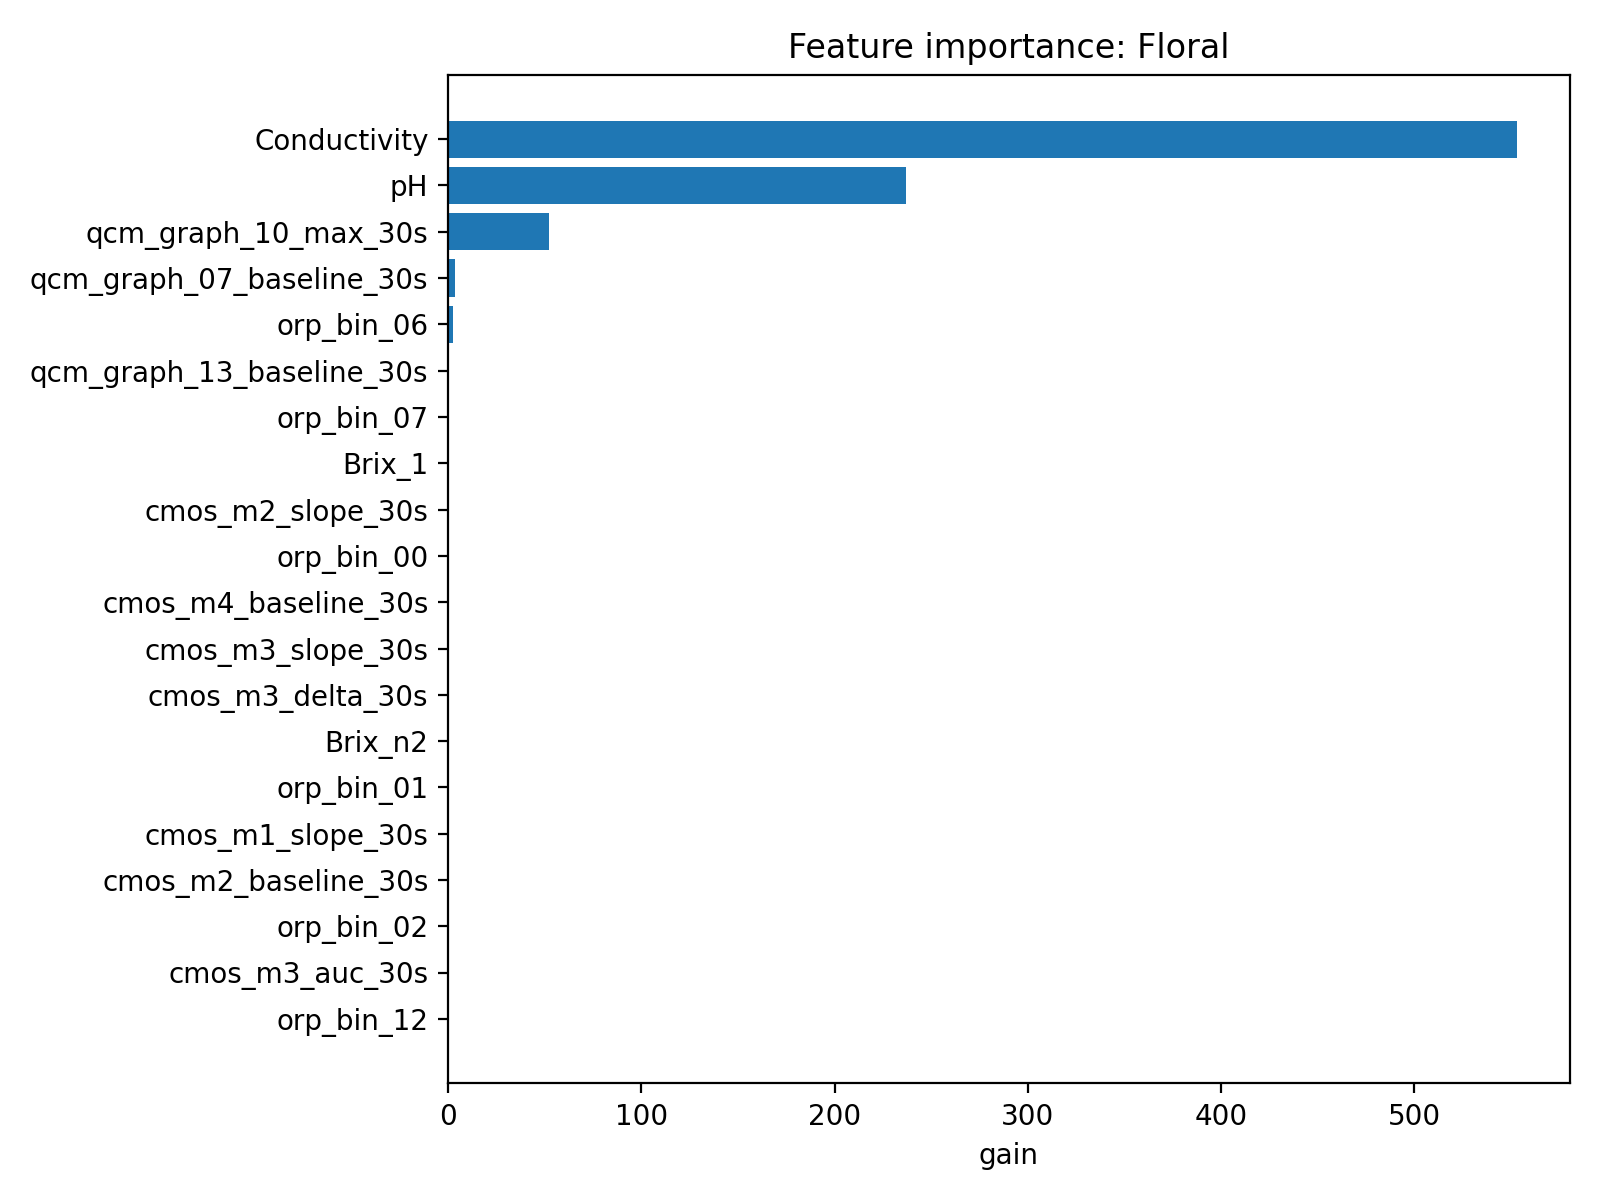 Feature importance: Floral
Conductivity
pH
qcm_graph_10_max_30s
qcm_graph_07_baseline_30s
orp_bin_06
qcm_graph_13_baseline_30s
orp_bin_07
Brix_1
cmos_m2_slope_30s
orp_bin_00
cmos_m4_baseline_30s
cmos_m3_slope_30s
cmos_m3_delta_30s
Brix_n2
orp_bin_01
cmos_m1_slope_30s
cmos_m2_baseline_30s
orp_bin_02
cmos_m3_auc_30s
orp_bin_12
0 100 200 300 400 500
gain